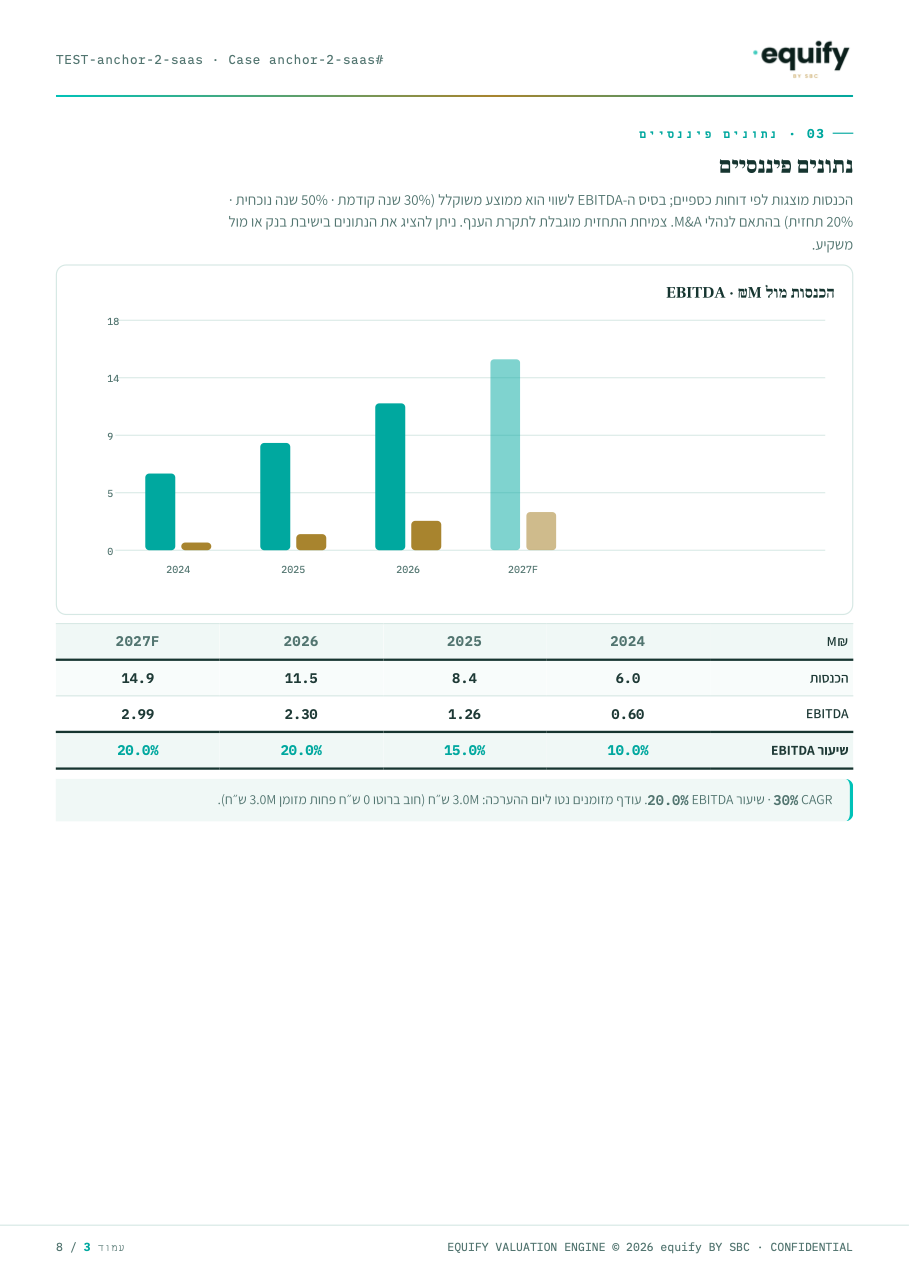 TEST-anchor-2-saas · Case anchor-2-saas#
equify
BY SBC
03 · נתונים פיננסיים
נתונים פיננסיים
הכנסות מוצגות לפי דוחות כספיים; בסיס ה-EBITDA לשווי הוא ממוצע משוקלל (30% שנה קודמת · 50% שנה נוכחית ·
20% תחזית) בהתאם לנהלי M&A. צמיחת התחזית מוגבלת לתקרת הענף. ניתן להציג את הנתונים בישיבת בנק או מול
משקיע.
הכנסות מול EBITDA · ₪M
18
14
9
5
0
2024 2025 2026 2027F
₪M 2024 2025 2026 2027F
הכנסות 6.0 8.4 11.5 14.9
EBITDA 0.60 1.26 2.30 2.99
שיעור EBITDA 10.0% 15.0% 20.0% 20.0%
CAGR 30% · שיעור EBITDA 20.0%. עודף מזומנים נטו ליום ההערכה: 3.0M ש״ח (חוב ברוטו 0 ש״ח פחות מזומן 3.0M ש״ח).
EQUIFY VALUATION ENGINE © 2026 equify BY SBC · CONFIDENTIAL
עמוד 3 / 8